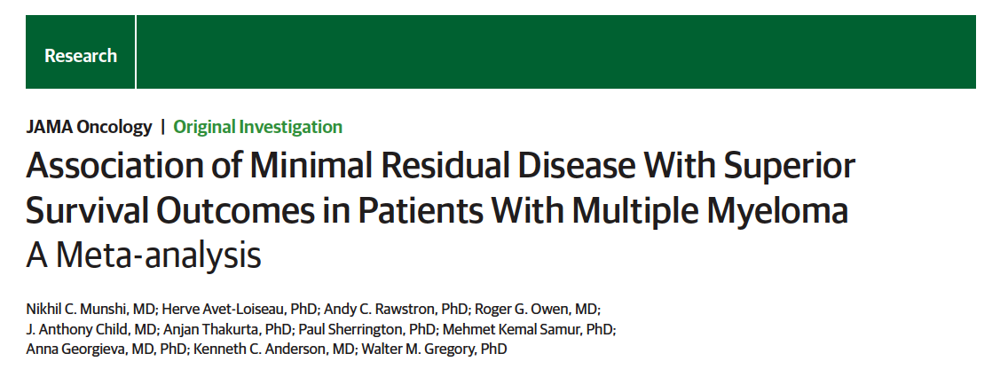 Research
JAMA Oncology | Original Investigation
Association of Minimal Residual Disease With Superior
Survival Outcomes in Patients With Multiple Myeloma
A Meta-analysis
Nikhil C. Munshi, MD; Herve Avet-Loiseau, PhD; Andy C. Rawstron, PhD; Roger G. Owen, MD;
J. Anthony Child, MD; Anjan Thakurta, PhD; Paul Sherrington, PhD; Mehmet Kemal Samur, PhD;
Anna Georgieva, MD, PhD; Kenneth C. Anderson, MD; Walter M. Gregory, PhD